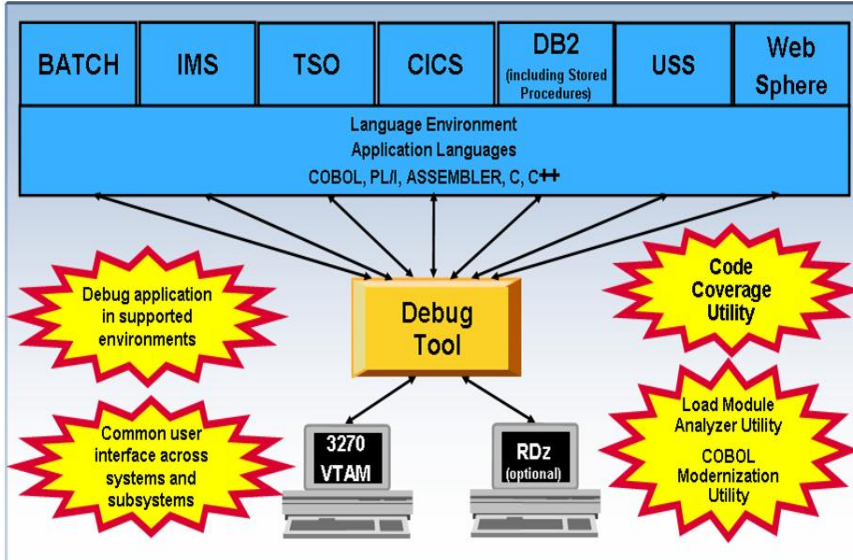 BATCH
IMS
TSO
CICS
DB2
(including Stored
Procedures)
USS
Web
Sphere
Language Environment
Application Languages
COBOL, PL/I, ASSEMBLER, C, C++
Debug application
in supported
environments
Debug
Tool
Code
Coverage
Utility
Common user
interface across
systems and
subsystems
3270
VTAM
RDz
(optional)
Load Module
Analyzer Utility
COBOL
Modernization
Utility